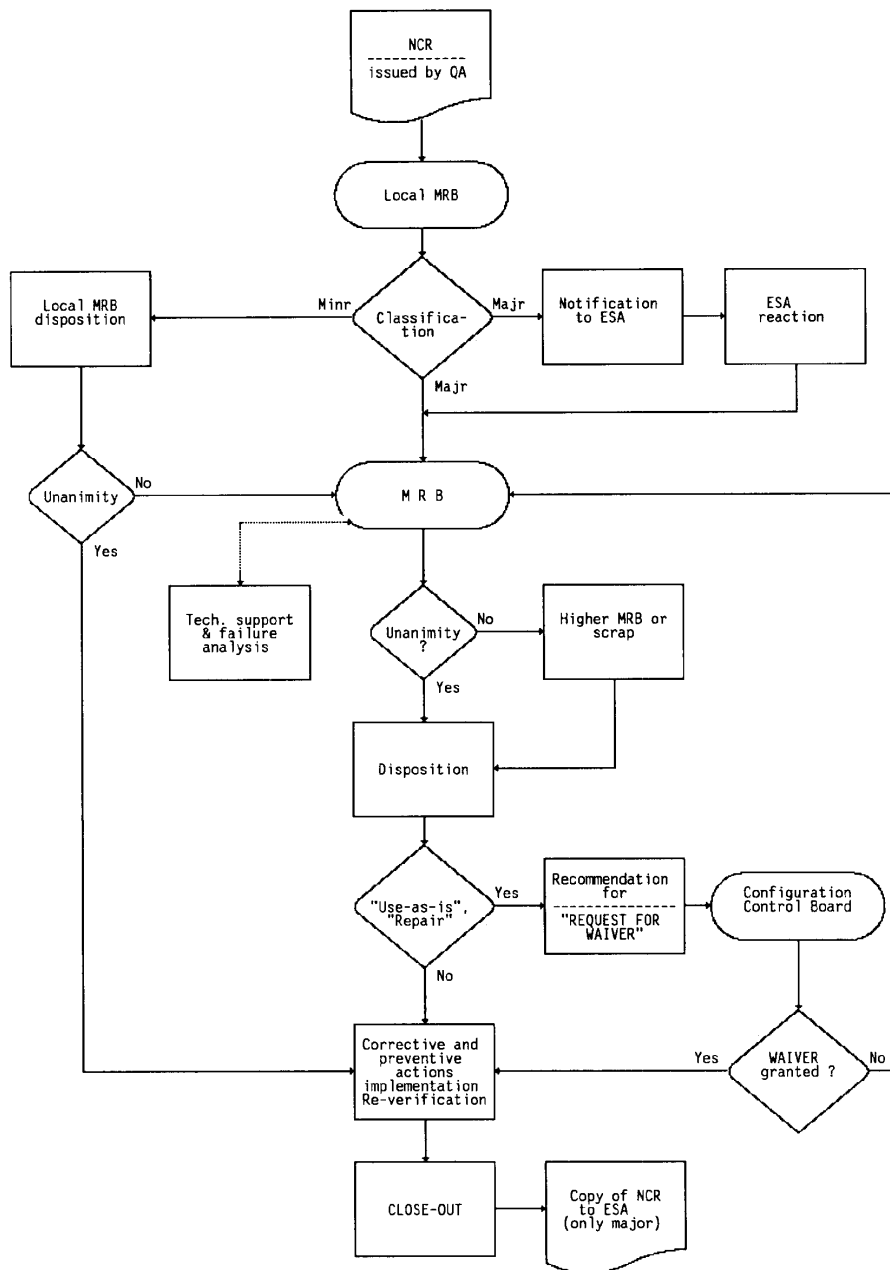 NCR
issued by QA
Local MRB
Local MRB
disposition
Minr
Classifica-
tion
Majr
Notification
to ESA
ESA
reaction
Majr
Unanimity
No
M R B
Yes
Tech. support
& failure
analysis
Unanimity
?
No
Higher MRB or
scrap
Yes
Disposition
"Use-as-is",
"Repair"
Yes
Recommendation
for
"REQUEST FOR
WAIVER"
Configuration
Control Board
No
Corrective and
preventive
actions
implementation
Re-verification
Yes
WAIVER
granted ?
No
CLOSE-OUT
Copy of NCR
to ESA
(only major)